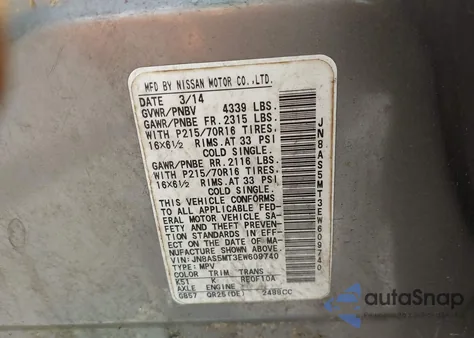 MFD BY NISSAN MOTOR CO.,LTD.
DATE 3/14
GVWR/PNBV 4339 LBS.
GAWR/PNBE FR. 2315 LBS.
WITH P215/70R16 TIRES,
16X6½ RIMS, AT 33 PSI
COLD SINGLE.
GAWR/PNBE RR. 2116 LBS.
WITH P215/70R16 TIRES,
16X6½ RIMS, AT 33 PSI
COLD SINGLE.
THIS VEHICLE CONFORMS
TO ALL APPLICABLE FED-
ERAL MOTOR VEHICLE SA-
FETY AND THEFT PREVEN-
TION STANDARDS IN EFF-
ECT ON THE DATE OF MA-
NUFACTURE SHOWN ABOVE.
VIN:JN8AS5MT3EW609740
TYPE: MPV
COLOR TRIM TRANS
K51 K RE0F10A
AXLE ENGINE
GB57 QR25(DE) 2488CC
JN8AS5MT3EW609740
autoSnap